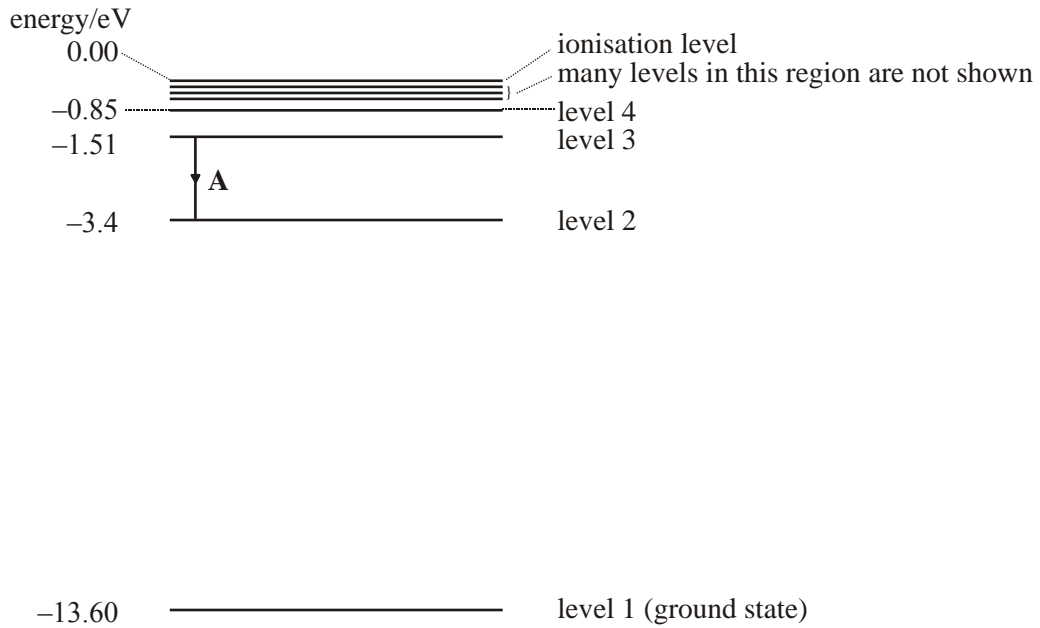 energy/eV
0.00
ionisation level
many levels in this region are not shown
−0.85
level 4
−1.51
level 3
A
−3.4
level 2
−13.60
level 1 (ground state)